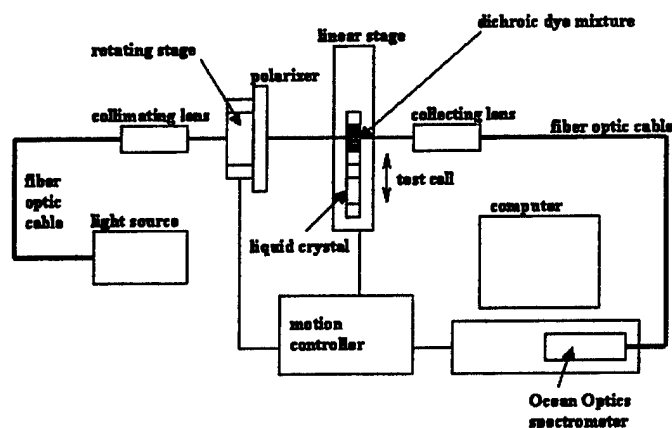 dichroic dye mixture
linear stage
rotating stage
polarizer
collimating lens
collecting lens
fiber optic cable
fiber
optic
cable
test cell
light source
computer
liquid crystal
motion
controller
Ocean Optics
spectrometer